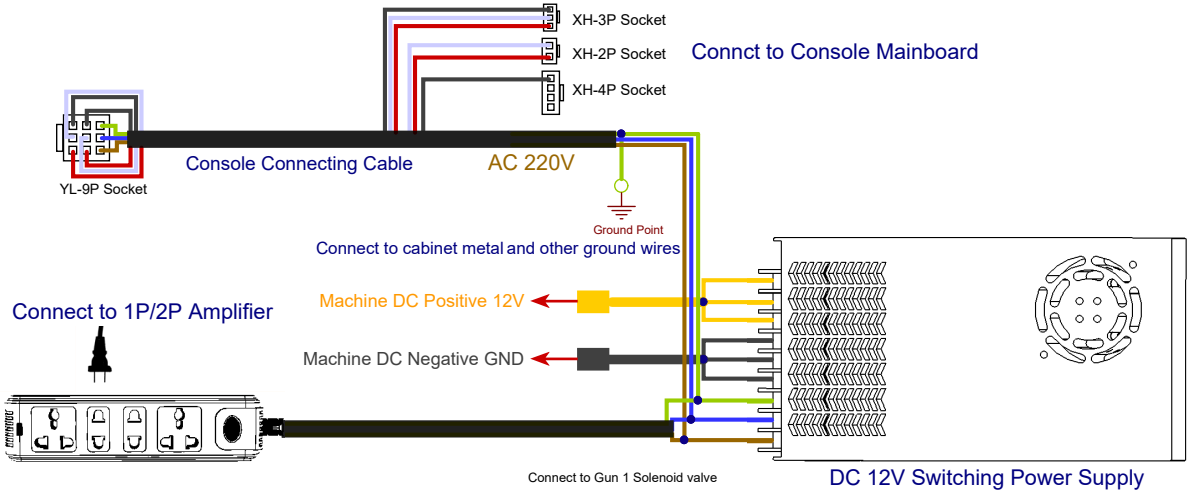 XH-3P Socket
XH-2P Socket
Connct to Console Mainboard
XH-4P Socket
Console Connecting Cable
AC 220V
YL-9P Socket
Ground Point
Connect to cabinet metal and other ground wires
Machine DC Positive 12V
Connect to 1P/2P Amplifier
Machine DC Negative GND
Connect to Gun 1 Solenoid valve
DC 12V Switching Power Supply